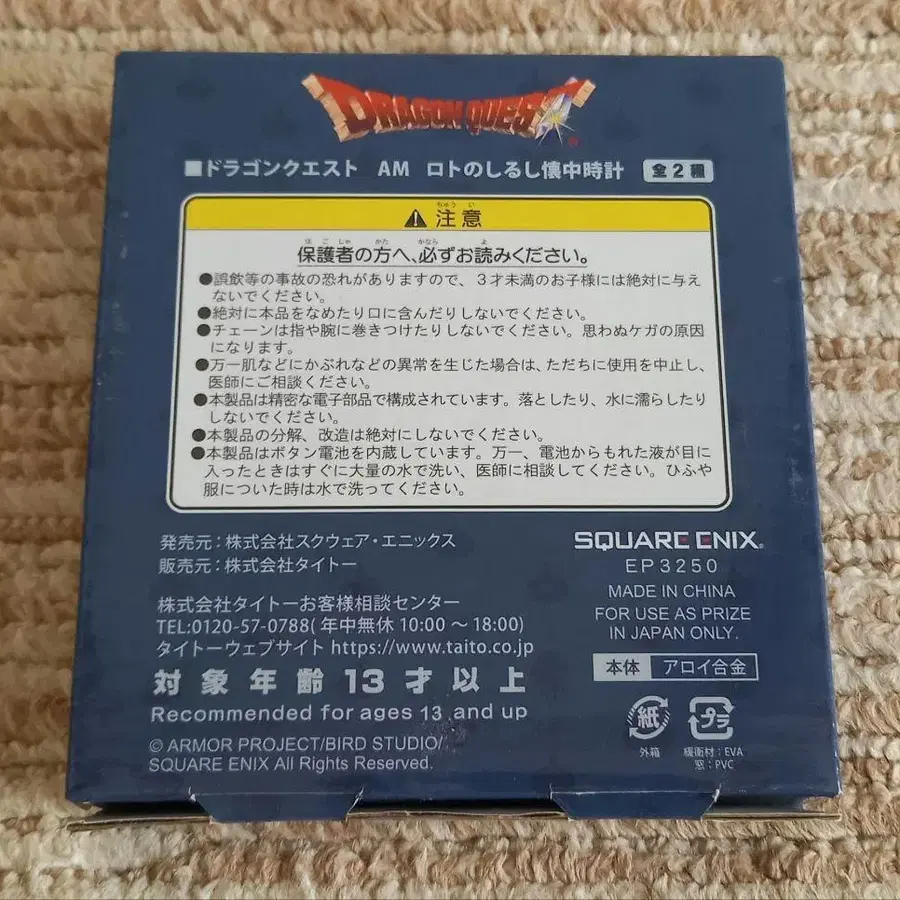 DRAGON QUEST
■ドラゴンクエスト AM ロトのしるし懐中時計 全2種
ちゅうい
⚠注意
ほごしゃ かた かなら よ
保護者の方へ、必ずお読みください。
●誤飲等の事故の恐れがありますので、3才未満のお子様には絶対に与え
ないでください。
●絶対に本品をなめたり口に含んだりしないでください。
●チェーンは指や腕に巻きつけたりしないでください。思わぬケガの原因
になります。
●万一肌などにかぶれなどの異常を生じた場合は、ただちに使用を中止し、
医師にご相談ください。
●本製品は精密な電子部品で構成されています。落としたり、水に濡らしたり
しないでください。
●本製品の分解、改造は絶対にしないでください。
●本製品はボタン電池を内蔵しています。万一、電池からもれた液が目に
入ったときはすぐに大量の水で洗い、医師に相談してください。ひふや
服についた時は水で洗ってください。
発売元:株式会社スクウェア・エニックス
販売元:株式会社タイトー
株式会社タイトーお客様相談センター
TEL:0120-57-0788(年中無休 10:00～18:00)
タイトーウェブサイト https://www.taito.co.jp
対象年齢13才以上
Recommended for ages 13 and up
© ARMOR PROJECT/BIRD STUDIO/
SQUARE ENIX All Rights Reserved.
SQUARE ENIX.
EP3250
MADE IN CHINA
FOR USE AS PRIZE
IN JAPAN ONLY.
本体 アロイ合金
紙
外箱
プラ
緩衝材:EVA
窓:PVC